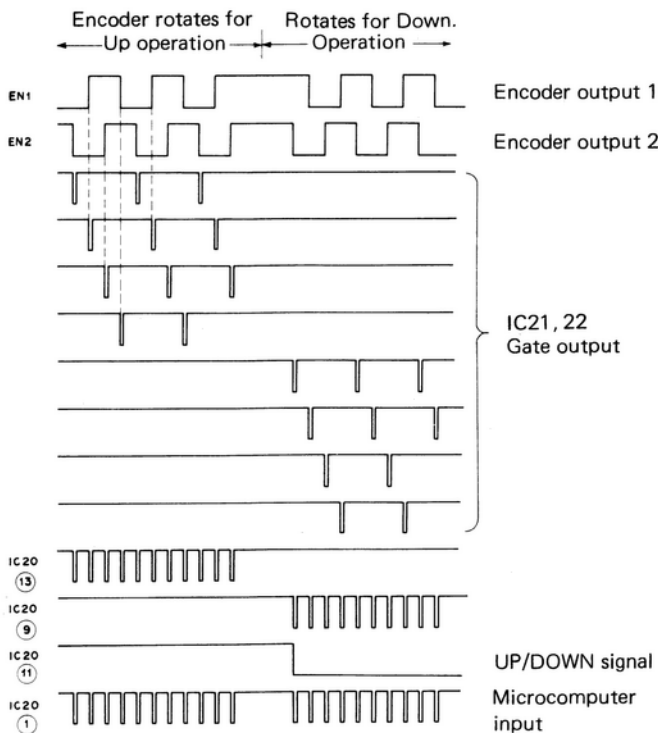 Encoder rotates for
Up operation
Rotates for Down.
Operation
EN1
Encoder output 1
EN2
Encoder output 2
IC21, 22
Gate output
IC20
13
IC20
9
IC20
11
UP/DOWN signal
IC20
1
Microcomputer
input